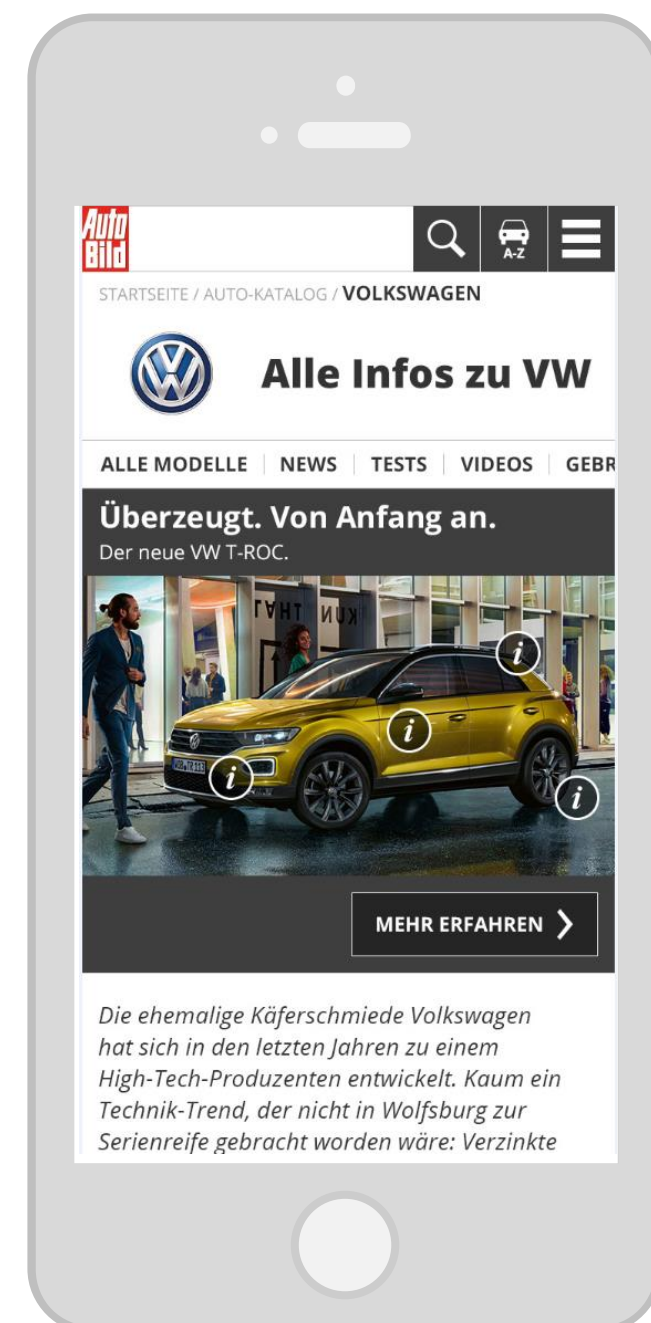 Auto
Bild
A-Z
STARTSEITE / AUTO-KATALOG / VOLKSWAGEN
Alle Infos zu VW
ALLE MODELLE | NEWS | TESTS | VIDEOS | GEBR
Überzeugt. Von Anfang an.
Der neue VW T-ROC.
KUN
i
i
i
i
MEHR ERFAHREN
Die ehemalige Käferschmiede Volkswagen
hat sich in den letzten Jahren zu einem
High-Tech-Produzenten entwickelt. Kaum ein
Technik-Trend, der nicht in Wolfsburg zur
Serienreife gebracht worden wäre: Verzinkte